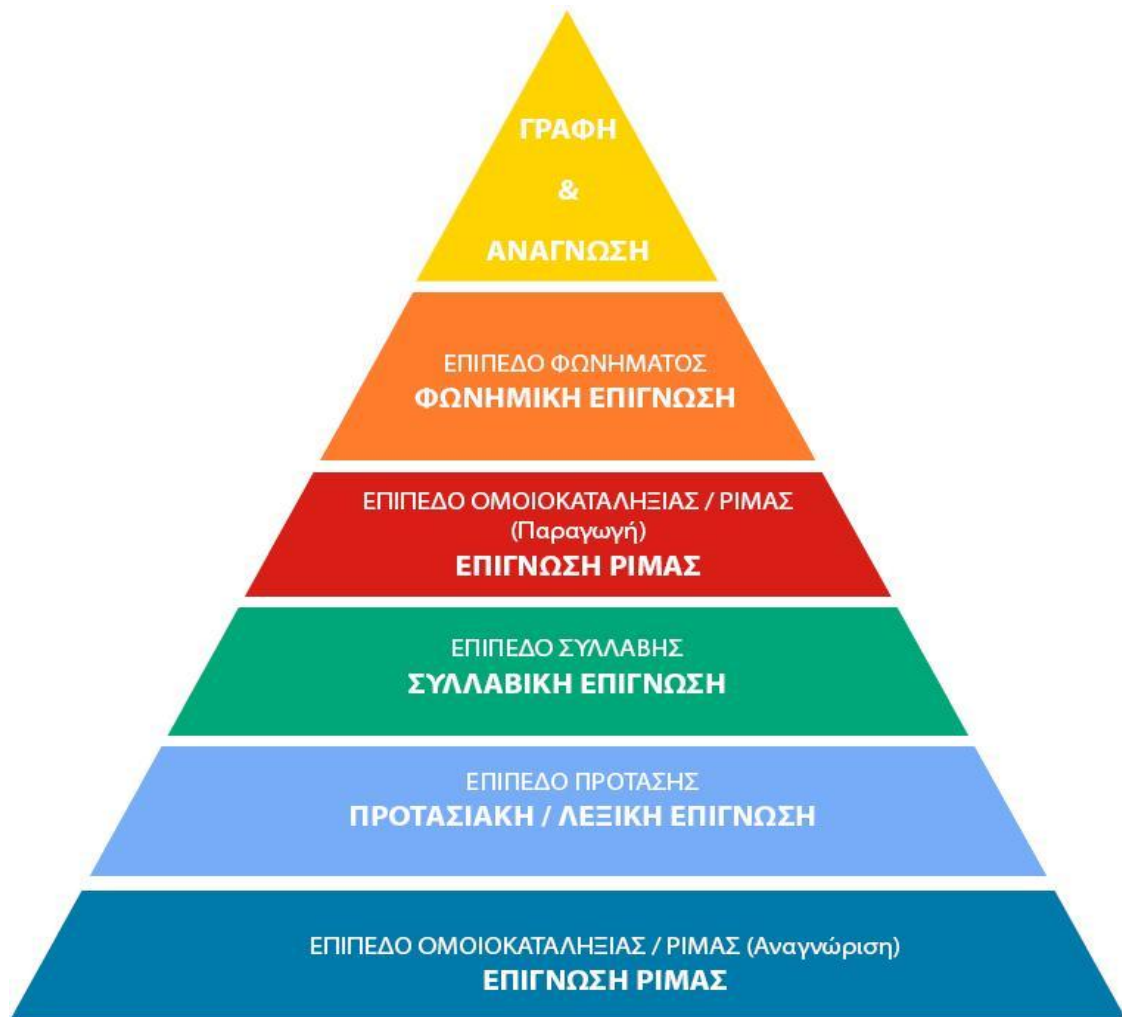 ΓΡΑΦΗ
&
ΑΝΑΓΝΩΣΗ
ΕΠΙΠΕΔΟ ΦΩΝΗΜΑΤΟΣ
ΦΩΝΗΜΙΚΗ ΕΠΙΓΝΩΣΗ
ΕΠΙΠΕΔΟ ΟΜΟΙΟΚΑΤΑΛΗΞΙΑΣ / ΡΙΜΑΣ
(Παραγωγή)
ΕΠΙΓΝΩΣΗ ΡΙΜΑΣ
ΕΠΙΠΕΔΟ ΣΥΛΛΑΒΗΣ
ΣΥΛΛΑΒΙΚΗ ΕΠΙΓΝΩΣΗ
ΕΠΙΠΕΔΟ ΠΡΟΤΑΣΗΣ
ΠΡΟΤΑΣΙΑΚΗ / ΛΕΞΙΚΗ ΕΠΙΓΝΩΣΗ
ΕΠΙΠΕΔΟ ΟΜΟΙΟΚΑΤΑΛΗΞΙΑΣ / ΡΙΜΑΣ (Αναγνώριση)
ΕΠΙΓΝΩΣΗ ΡΙΜΑΣ